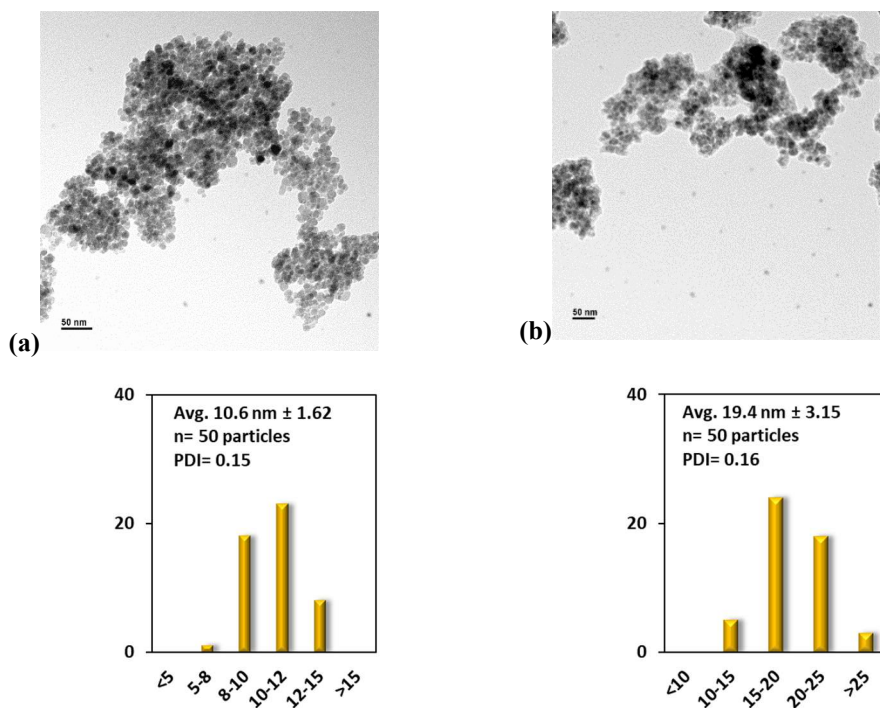 50 nm
(a)
50 nm
(b)
40
20
0
Avg. 10.6 nm ± 1.62
n= 50 particles
PDI= 0.15
<5
5-8
8-10
10-12
12-15
>15
40
20
0
Avg. 19.4 nm ± 3.15
n= 50 particles
PDI= 0.16
<10
10-15
15-20
20-25
>25